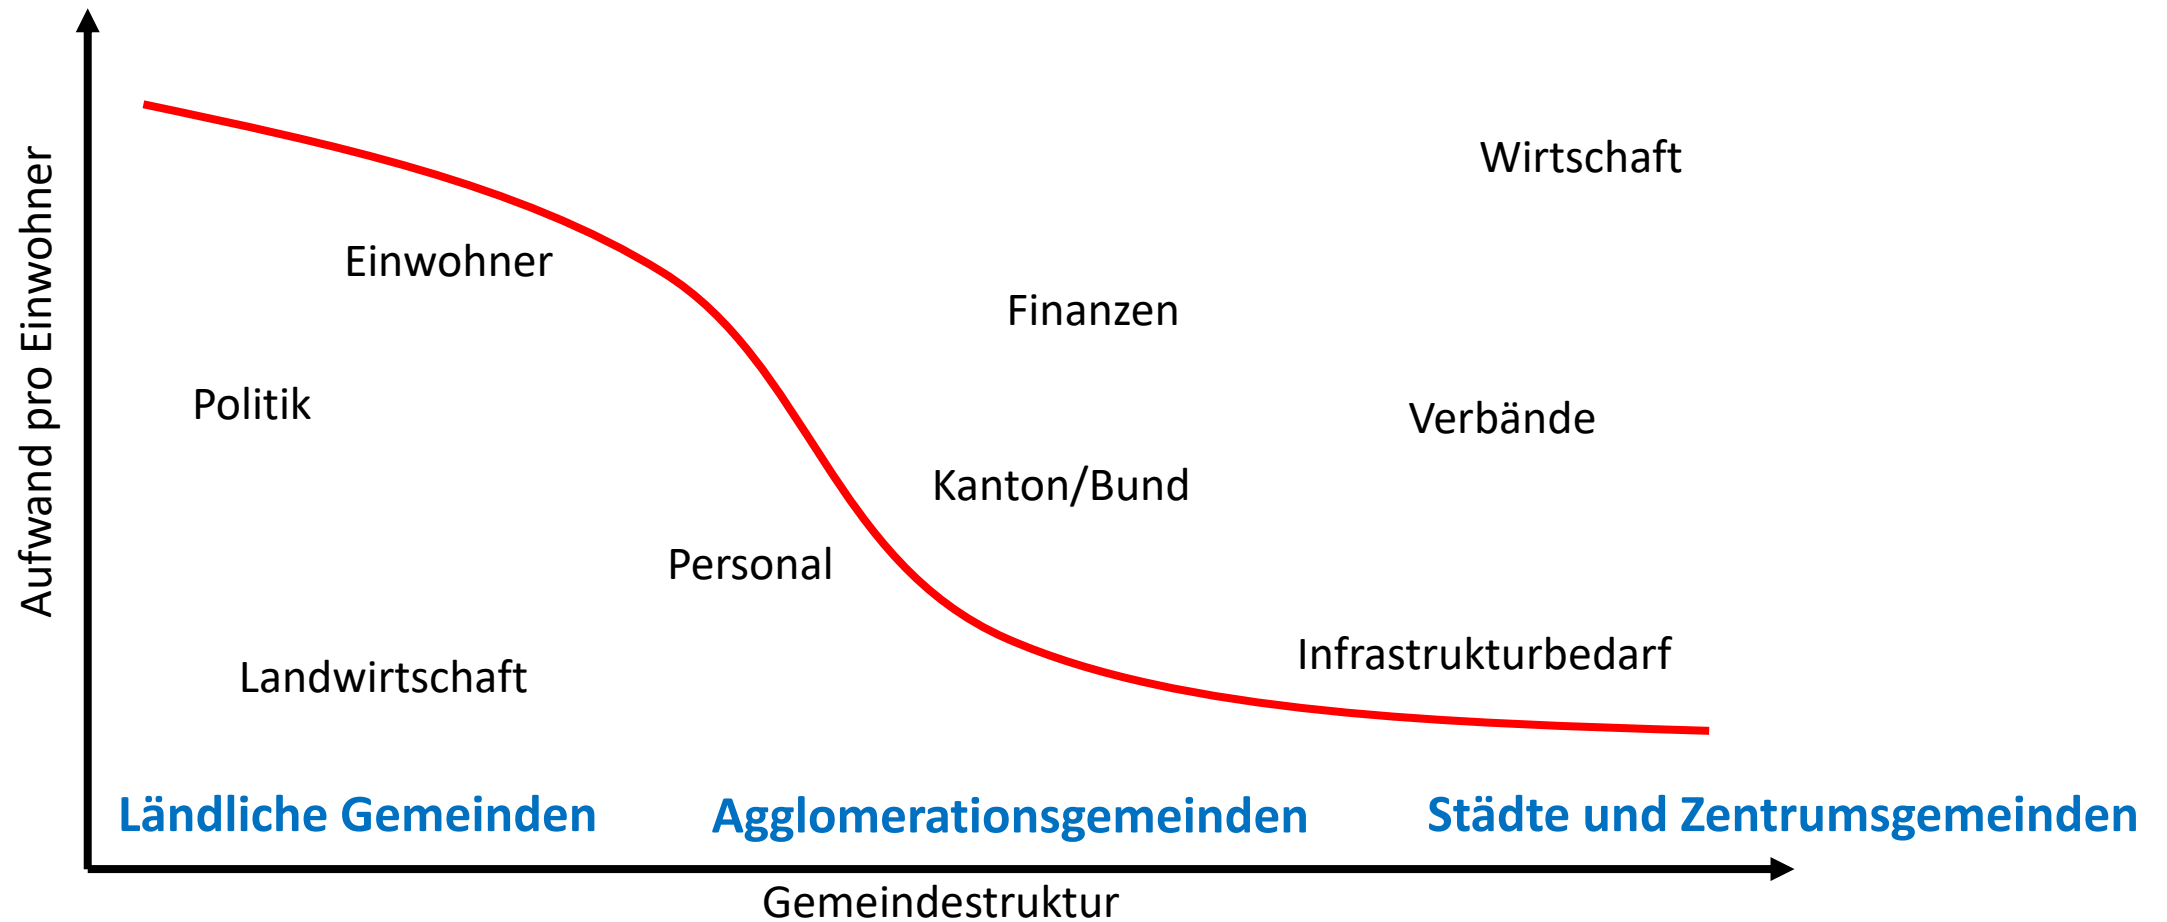 Aufwand pro Einwohner
Wirtschaft
Einwohner
Finanzen
Politik
Verbände
Kanton/Bund
Personal
Infrastrukturbedarf
Landwirtschaft
Ländliche Gemeinden
Agglomerationsgemeinden
Städte und Zentrumsgemeinden
Gemeindestruktur